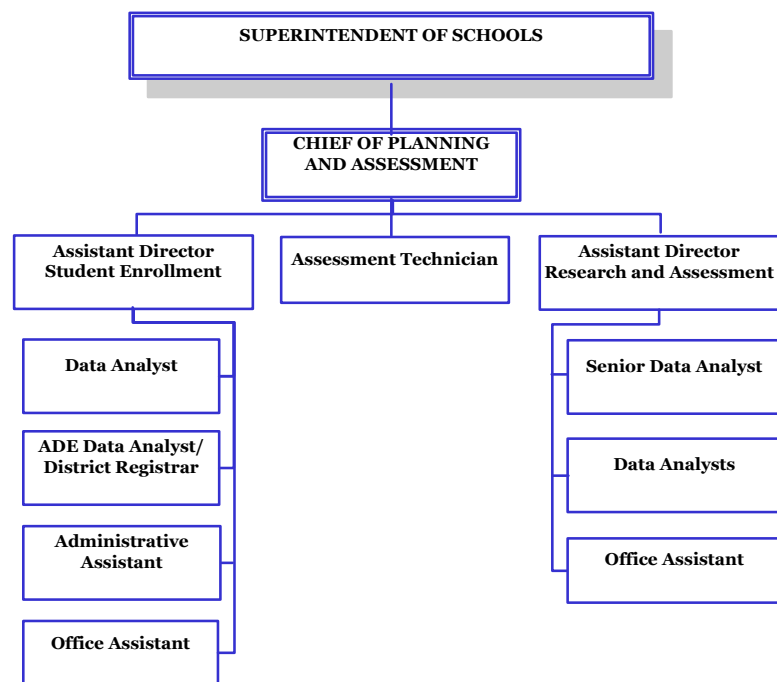 SUPERINTENDENT OF SCHOOLS
CHIEF OF PLANNING
AND ASSESSMENT
Assistant Director
Student Enrollment
Assessment Technician
Assistant Director
Research and Assessment
Data Analyst
ADE Data Analyst/
District Registrar
Administrative
Assistant
Office Assistant
Senior Data Analyst
Data Analysts
Office Assistant